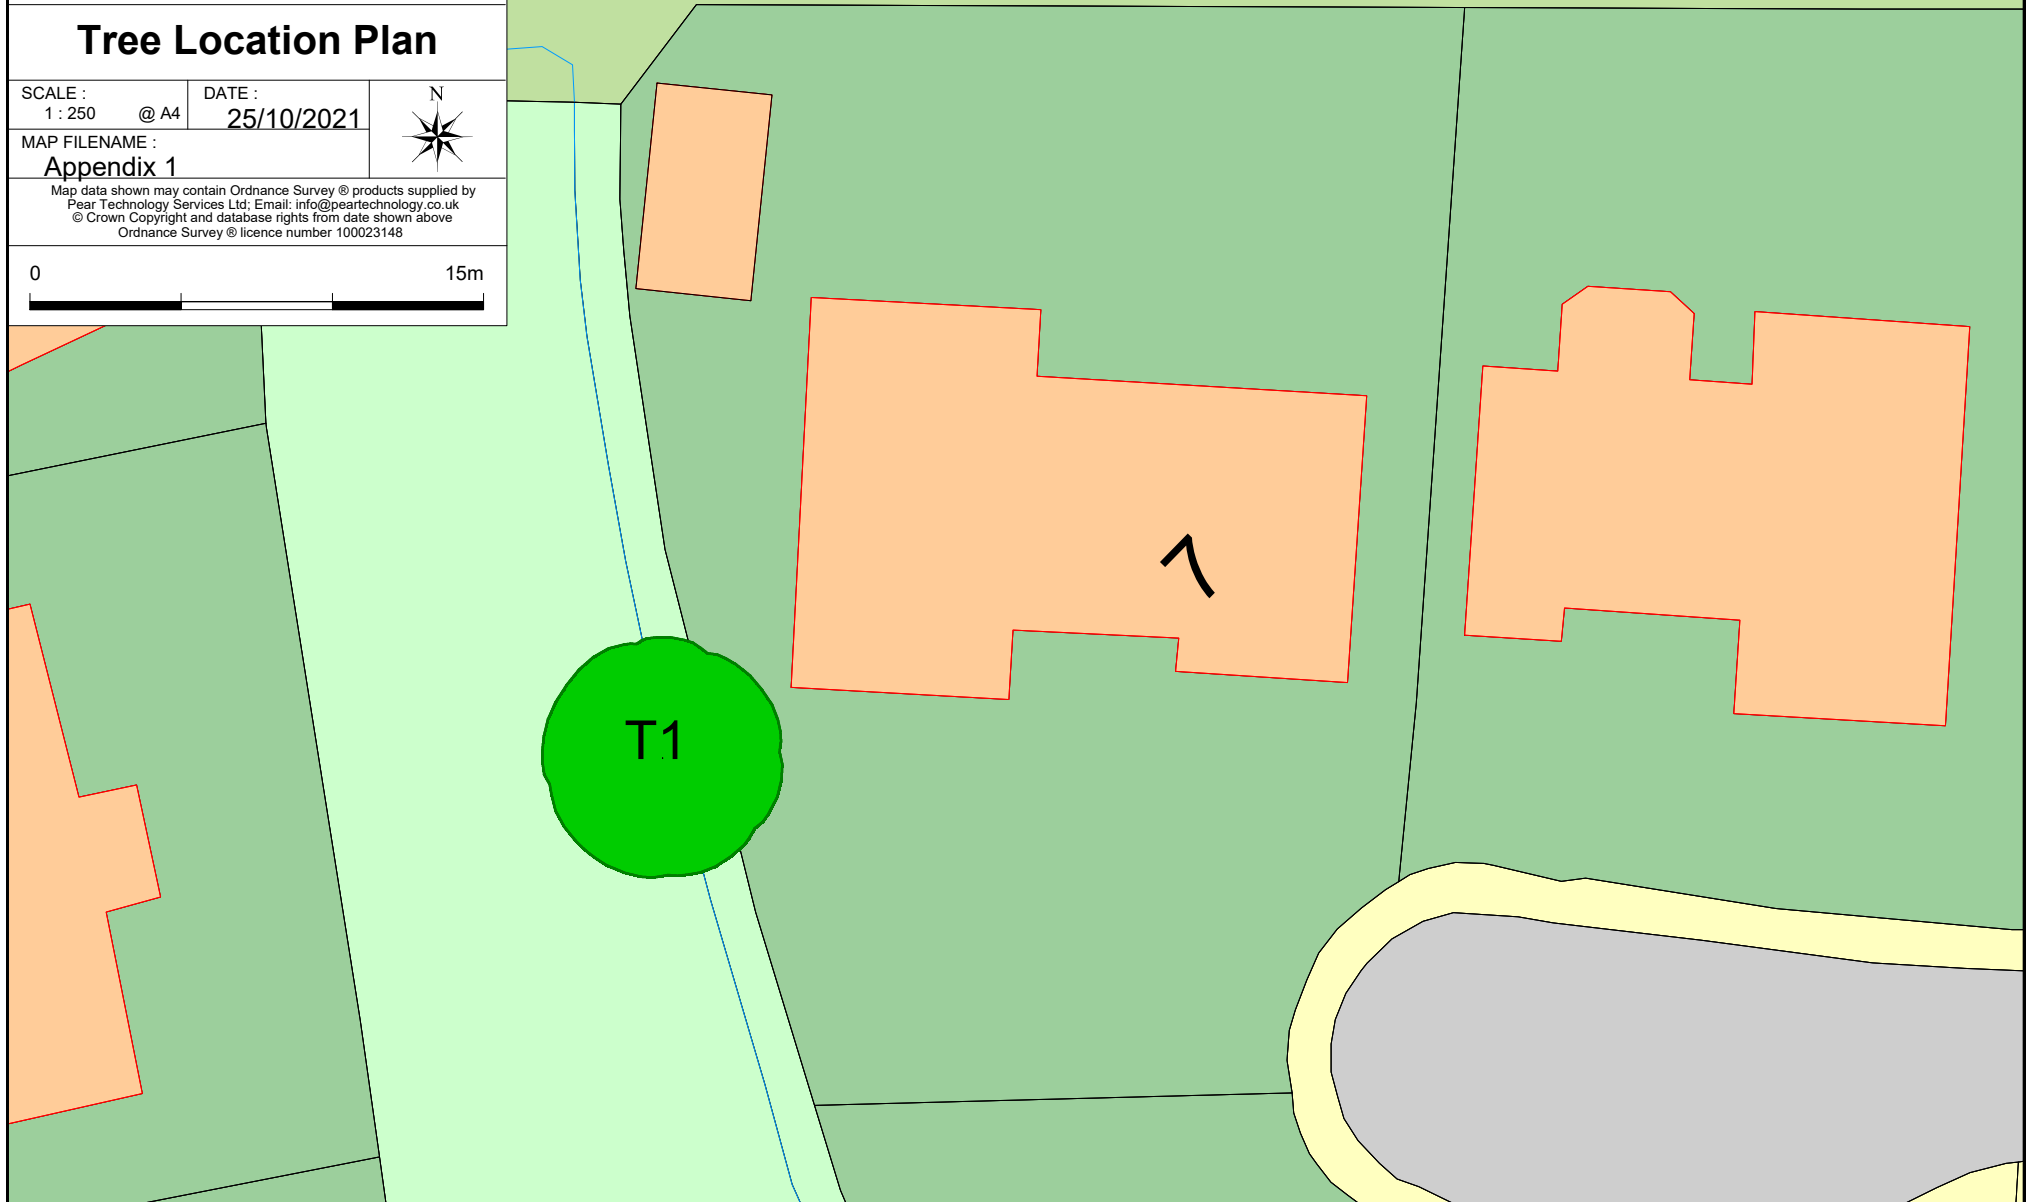 Tree Location Plan
SCALE :
1 : 250 @ A4
DATE :
25/10/2021
N
MAP FILENAME :
Appendix 1
Map data shown may contain Ordnance Survey ® products supplied by
Pear Technology Services Ltd; Email: info@peartechnology.co.uk
© Crown Copyright and database rights from date shown above
Ordnance Survey ® licence number 100023148
0 15m
7
T1